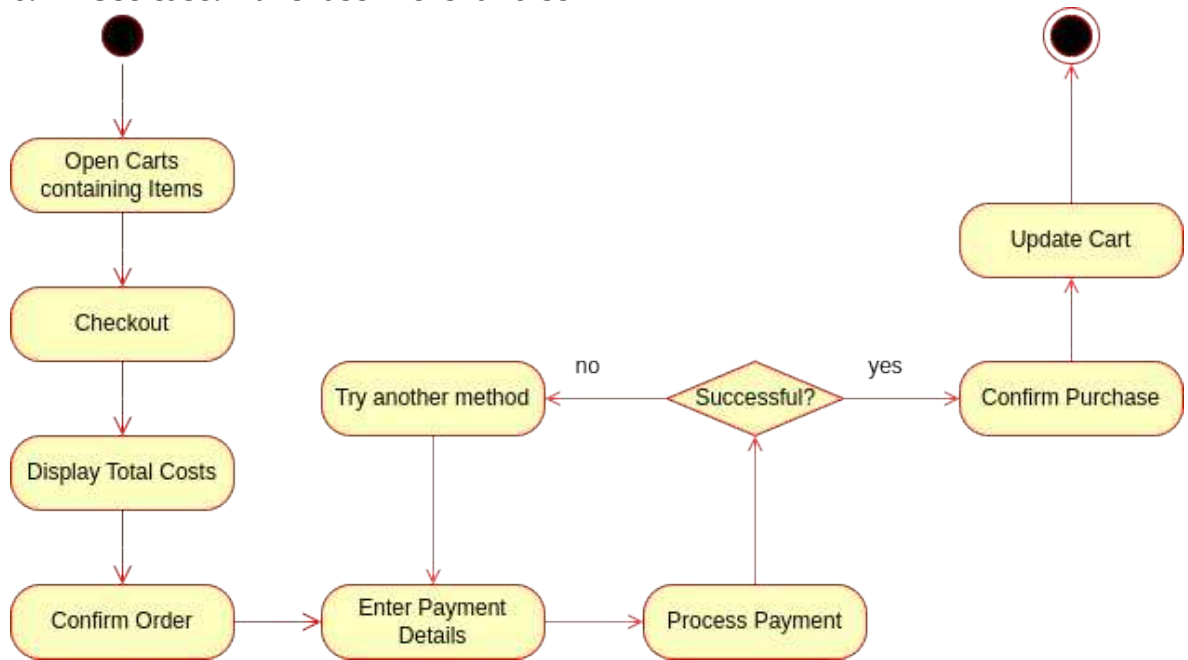 Open Carts
containing Items
Checkout
Display Total Costs
Confirm Order
Enter Payment
Details
Process Payment
Successful?
no
Try another method
yes
Confirm Purchase
Update Cart